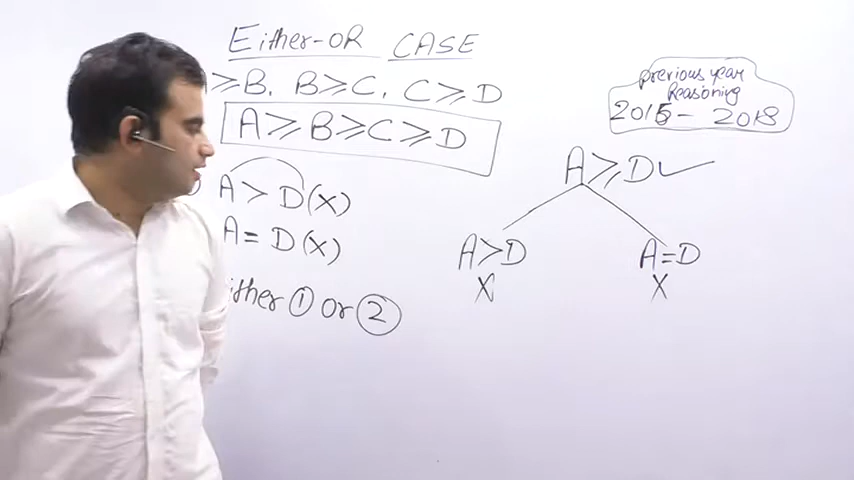 Either-OR CASE
≥B, B≥C, C≥D
A≥B≥C≥D
A > D (X)
A = D (X)
ither ① or ②
previous year
Reasoning
2015 - 2018
A≥D ✓
A>D
X
A=D
X